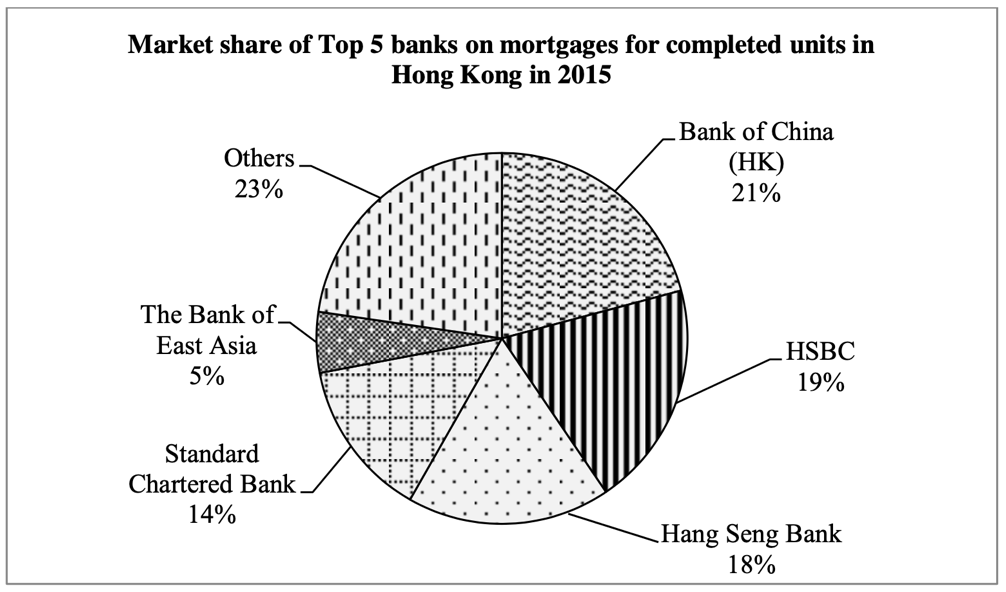 Market share of Top 5 banks on mortgages for completed units in
Hong Kong in 2015
Bank of China
(HK)
21%
HSBC
19%
Hang Seng Bank
18%
Standard
Chartered Bank
14%
The Bank of
East Asia
5%
Others
23%